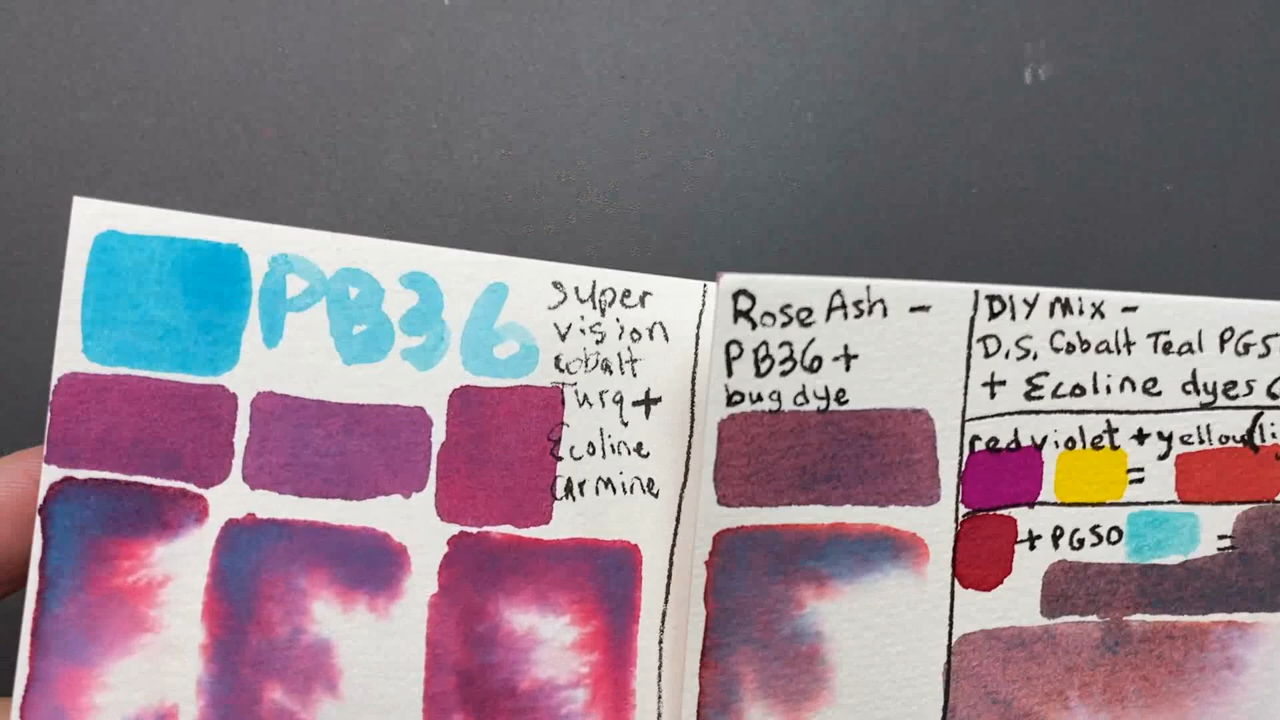 PB36
super
vision
cobalt
Turq+
Ecoline
carmine
Rose Ash -
PB36 +
bug dye
DIY mix -
D.S. Cobalt Teal PG5
+ Ecoline dyes
red violet + yellow
=
+ PG50
=